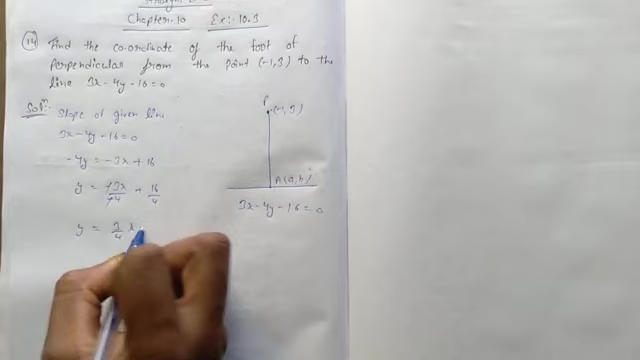 Chapter:-10 Ex:-10.3
(14) Find the co-ordinate of the foot of
Perpendicular from the point (-1,3) to the
line 3x-4y-16=0
Solⁿ:- Slope of given line
3x-4y-16=0
-4y = -3x+16
y = +3x/+4 + 16/4
y = 3/4 x
P
(-1,3)
A(a,b)
3x-4y-16=0